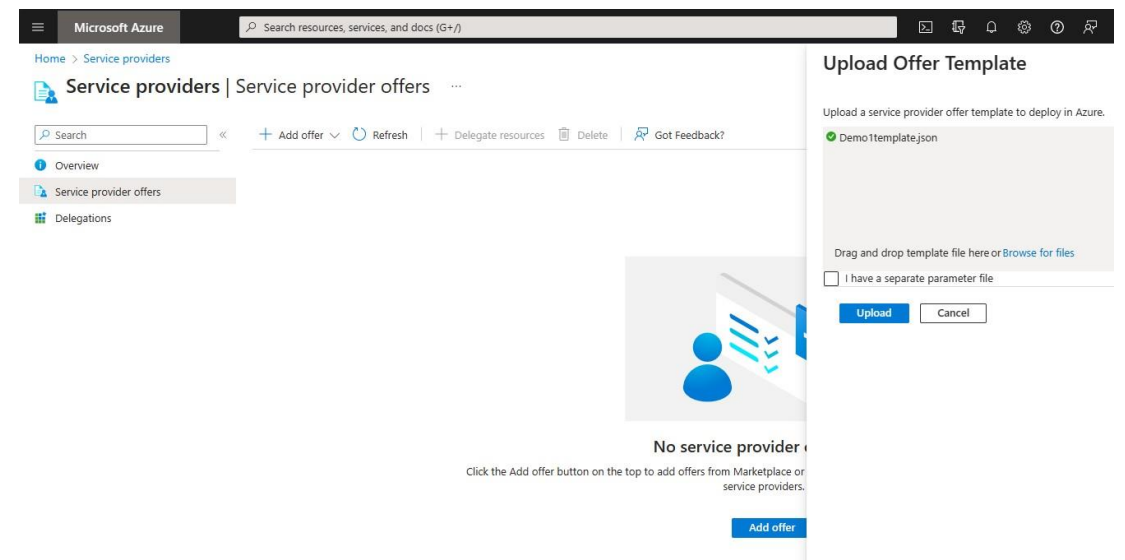 Microsoft Azure
Search resources, services, and docs (G+/)
Home > Service providers
Service providers | Service provider offers ...
Search
Add offer
Refresh
Delegate resources
Delete
Got Feedback?
Overview
Service provider offers
Delegations
No service provider
Click the Add offer button on the top to add offers from Marketplace or
service providers.
Add offer
Upload Offer Template
Upload a service provider offer template to deploy in Azure.
Demo1template.json
Drag and drop template file here or Browse for files
I have a separate parameter file
Upload
Cancel